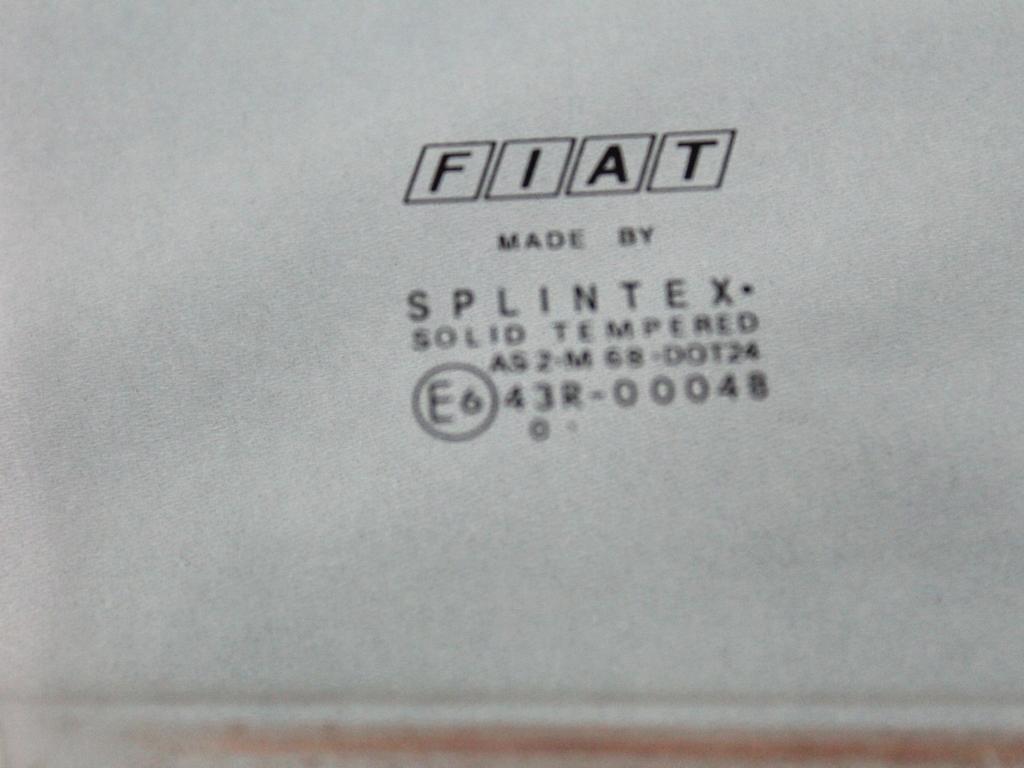 FIAT
MADE BY
SPLINTEX•
SOLID TEMPERED
AS 2-M 68-DOT24
E6 43R-00048